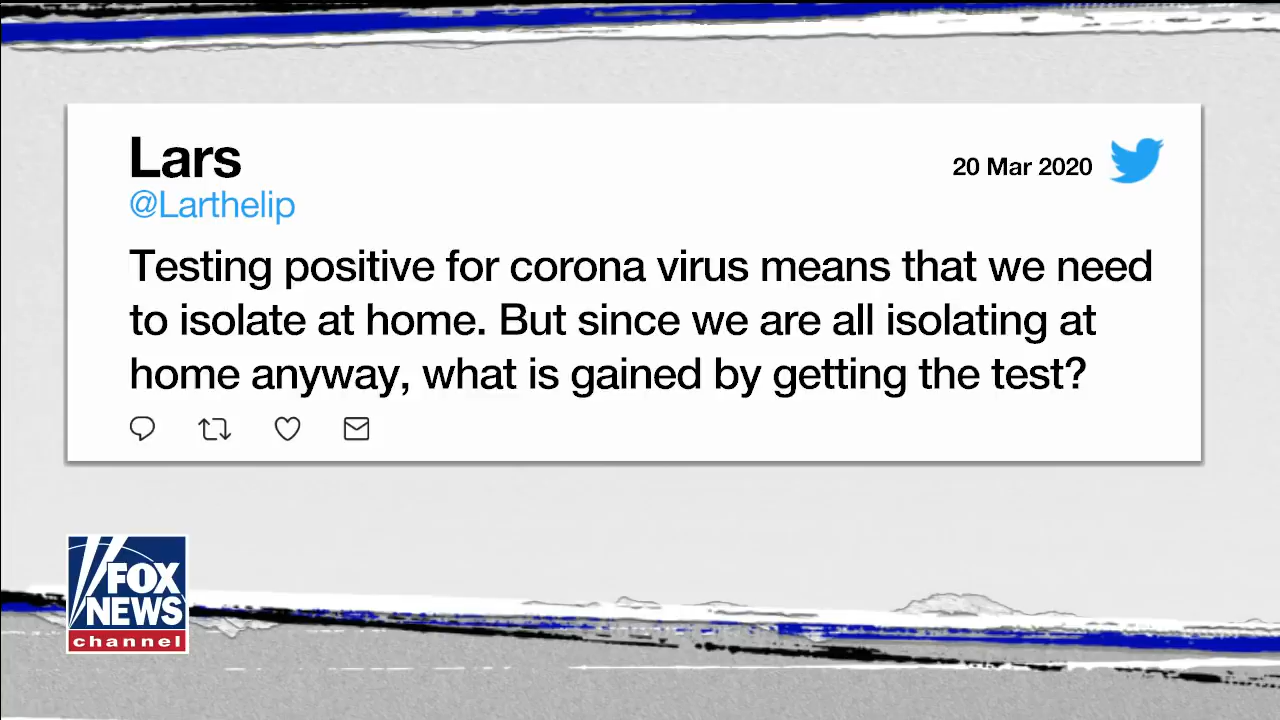 Lars
20 Mar 2020
@Larthelip
Testing positive for corona virus means that we need
to isolate at home. But since we are all isolating at
home anyway, what is gained by getting the test?
FOX
NEWS
channel